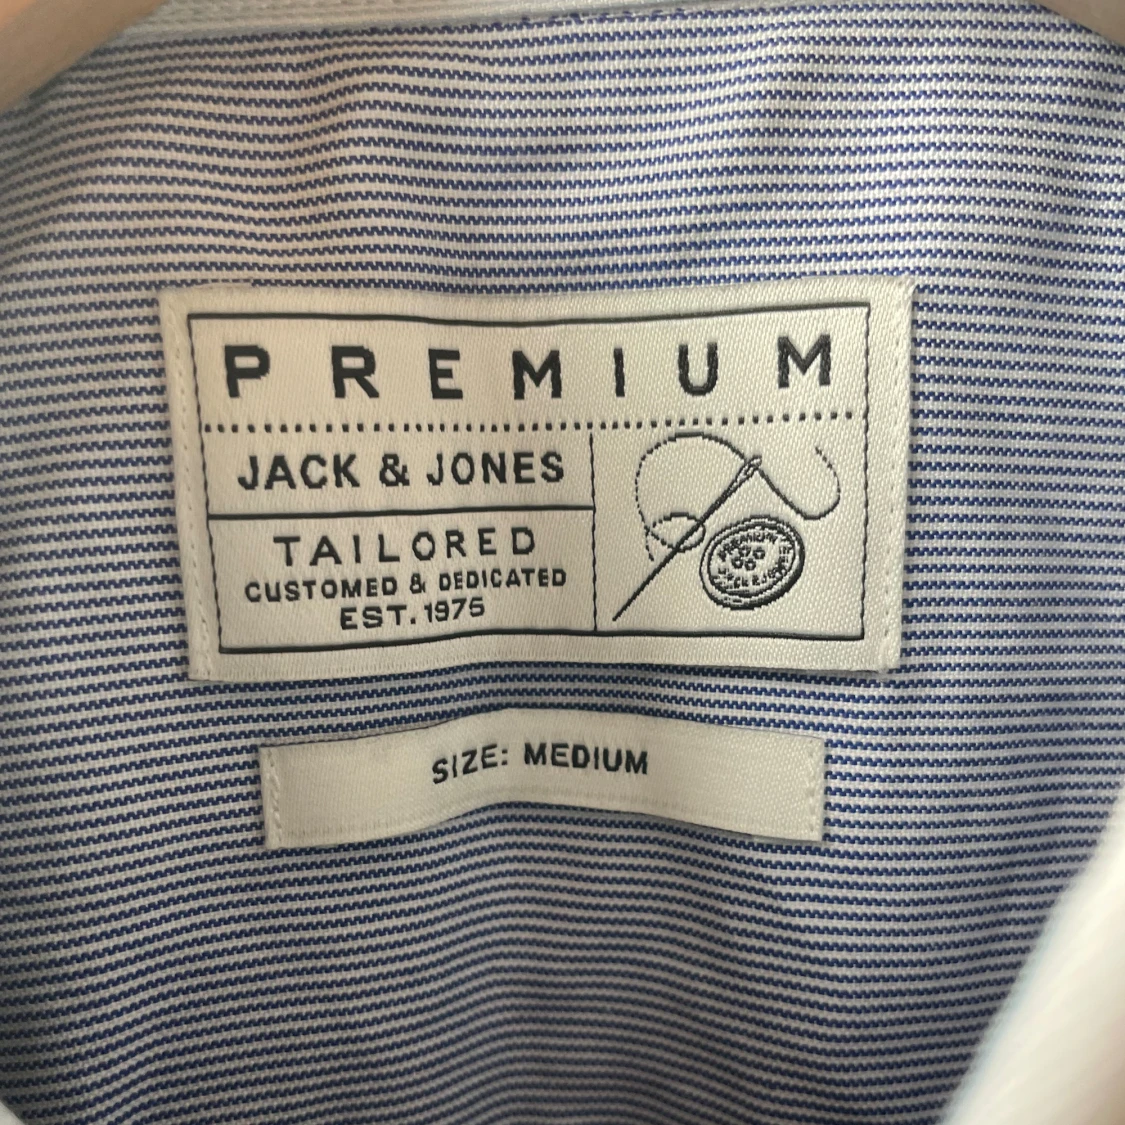 PREMIUM
JACK & JONES
TAILORED
CUSTOMED & DEDICATED
EST. 1975
SIZE: MEDIUM